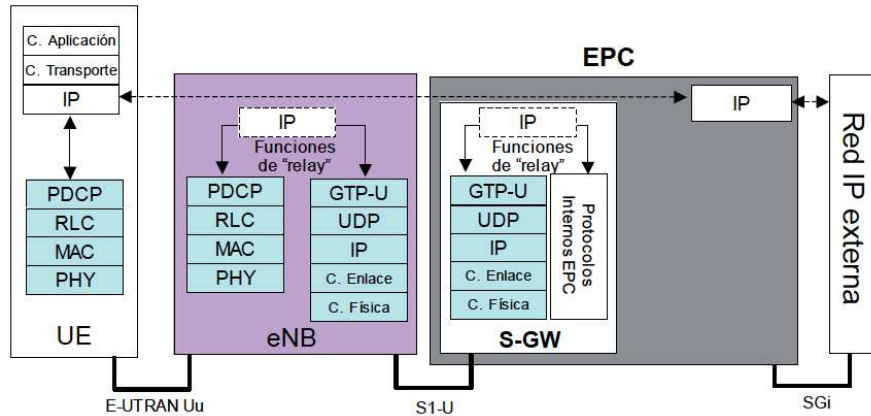 C. Aplicación
C. Transporte
IP
PDCP
RLC
MAC
PHY
UE
IP
Funciones
de “relay”
PDCP
RLC
MAC
PHY
GTP-U
UDP
IP
C. Enlace
C. Física
eNB
EPC
IP
IP
Funciones
de “relay”
GTP-U
UDP
IP
C. Enlace
C. Física
Protocolos
Internos EPC
S-GW
Red IP externa
E-UTRAN Uu
S1-U
SGi